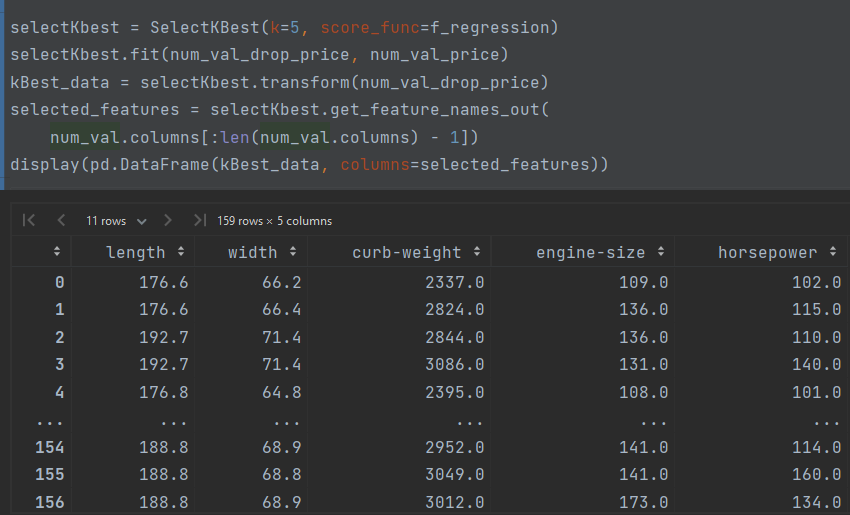 selectKbest = SelectKBest(k=5, score_func=f_regression)
selectKbest.fit(num_val_drop_price, num_val_price)
kBest_data = selectKbest.transform(num_val_drop_price)
selected_features = selectKbest.get_feature_names_out(
    num_val.columns[:len(num_val.columns) - 1])
display(pd.DataFrame(kBest_data, columns=selected_features))
11 rows 159 rows × 5 columns
length width curb-weight engine-size horsepower
0 176.6 66.2 2337.0 109.0 102.0
1 176.6 66.4 2824.0 136.0 115.0
2 192.7 71.4 2844.0 136.0 110.0
3 192.7 71.4 3086.0 131.0 140.0
4 176.8 64.8 2395.0 108.0 101.0
... ... ... ... ... ...
154 188.8 68.9 2952.0 141.0 114.0
155 188.8 68.8 3049.0 141.0 160.0
156 188.8 68.9 3012.0 173.0 134.0